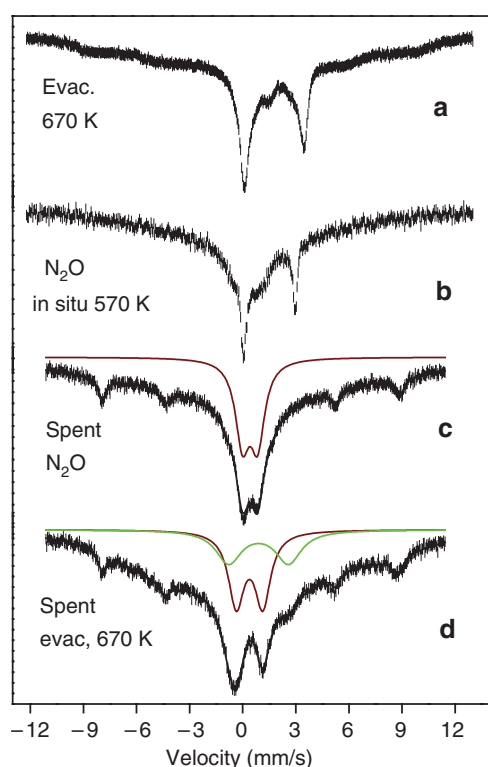 Evac.
670 K
a
N₂O
in situ 570 K
b
Spent
N₂O
c
Spent
evac, 670 K
d
−12 −9 −6 −3 0 3 6 9 12
Velocity (mm/s)